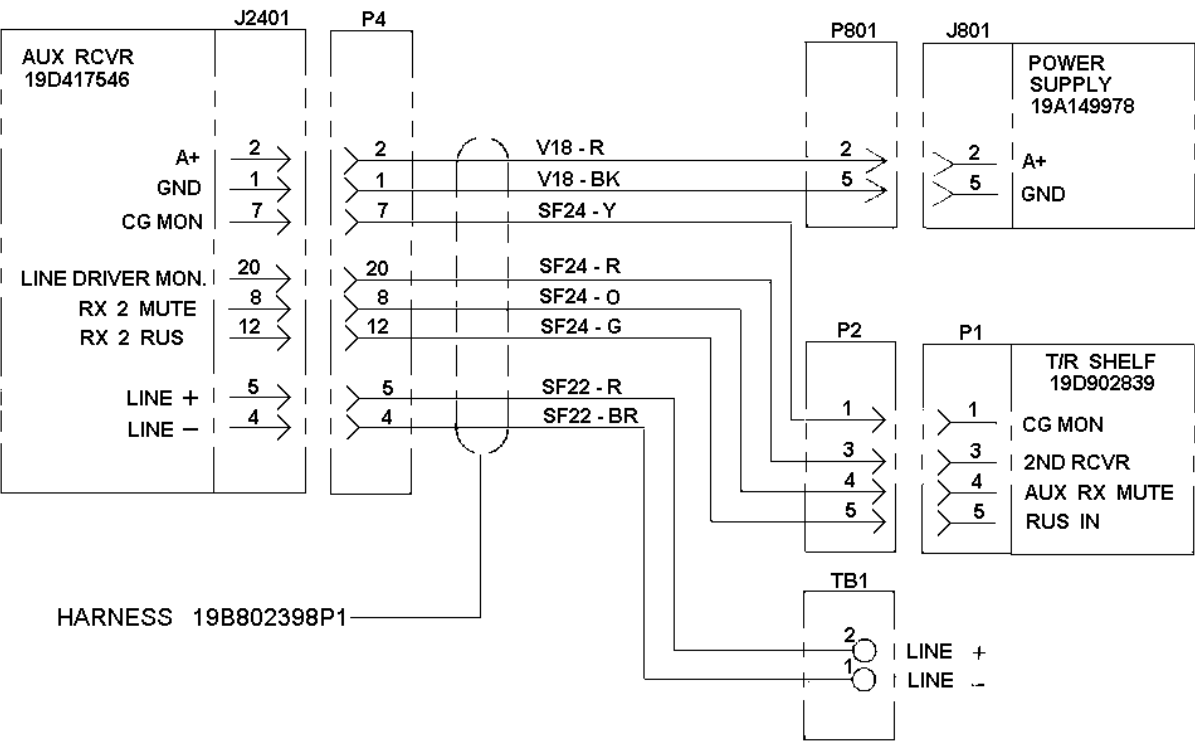 J2401
P4
P801
J801
AUX RCVR
19D417546
POWER
SUPPLY
19A149978
A+ 2 2 V18 - R 2 2 A+
GND 1 1 V18 - BK 5 5 GND
CG MON 7 7 SF24 - Y
LINE DRIVER MON. 20 20 SF24 - R
RX 2 MUTE 8 8 SF24 - O
RX 2 RUS 12 12 SF24 - G
P2
P1
T/R SHELF
19D902839
LINE + 5 5 SF22 - R
LINE − 4 4 SF22 - BR
1 1 CG MON
3 3 2ND RCVR
4 4 AUX RX MUTE
5 5 RUS IN
TB1
HARNESS 19B802398P1
2 LINE +
1 LINE −